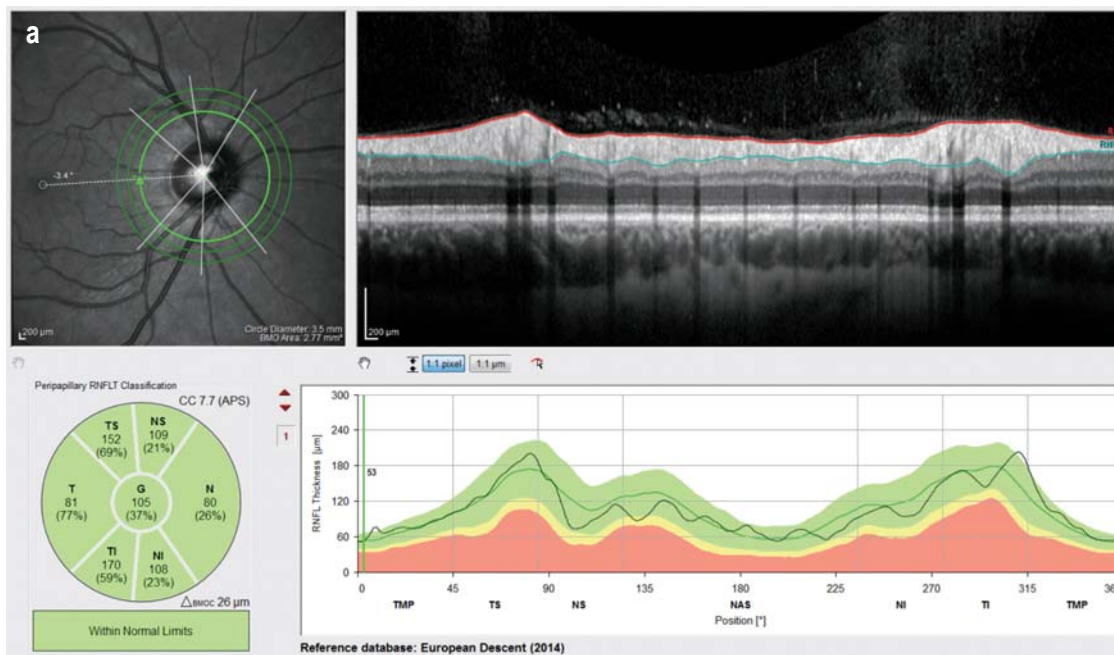 a
-3.4 °
200 µm
Circle Diameter: 3.5 mm
BMO Area: 2.77 mm²
200 µm
1:1 pixel
1:1 µm
Peripapillary RNFLT Classification
CC 7.7 (APS)
TS
152
(69%)
NS
109
(21%)
T
81
(77%)
G
105
(37%)
N
80
(26%)
TI
170
(59%)
NI
108
(23%)
△BMOC 26 µm
Within Normal Limits
1
RNFL Thickness [µm]
300
240
180
120
60
0
53
0 45 90 135 180 225 270 315
TMP TS NS NAS NI TI TMP
Position [°]
Reference database: European Descent (2014)